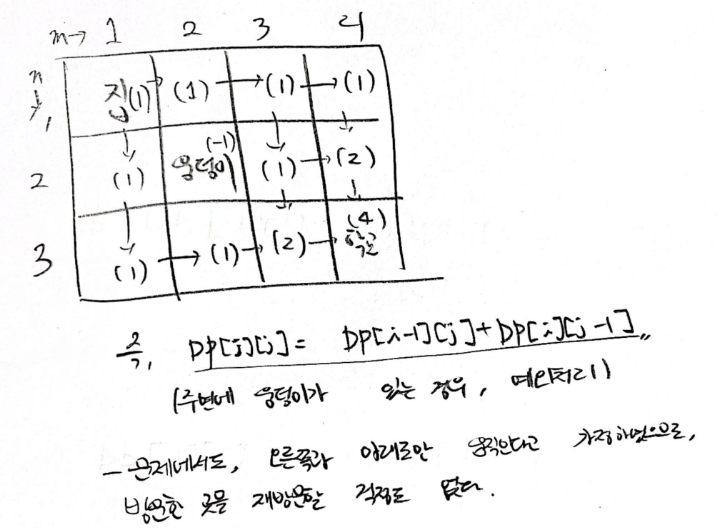 m→ 1 2 3 4
n
↓
1 집(1) → (1) → (1) → (1)
(-1)
2 (1) 웅덩이 (1) → (2)
(4)
3 (1) → (1) → (2) → 학교
즉, DP[i][j] = DP[i-1][j] + DP[i][j-1]
(주변에 웅덩이가 있는 경우, 예외처리)
- 문제에서도, 오른쪽과 아래로만 움직인다고 가정하였으므로,
방문한 곳을 재방문할 걱정도 없다.